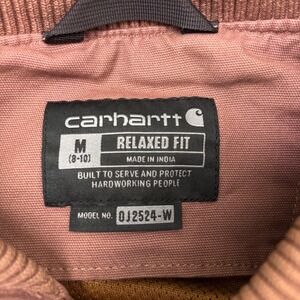 carhartt
M
(8-10)
RELAXED FIT
MADE IN INDIA
BUILT TO SERVE AND PROTECT
HARDWORKING PEOPLE
MODEL NO. OJ2524-W